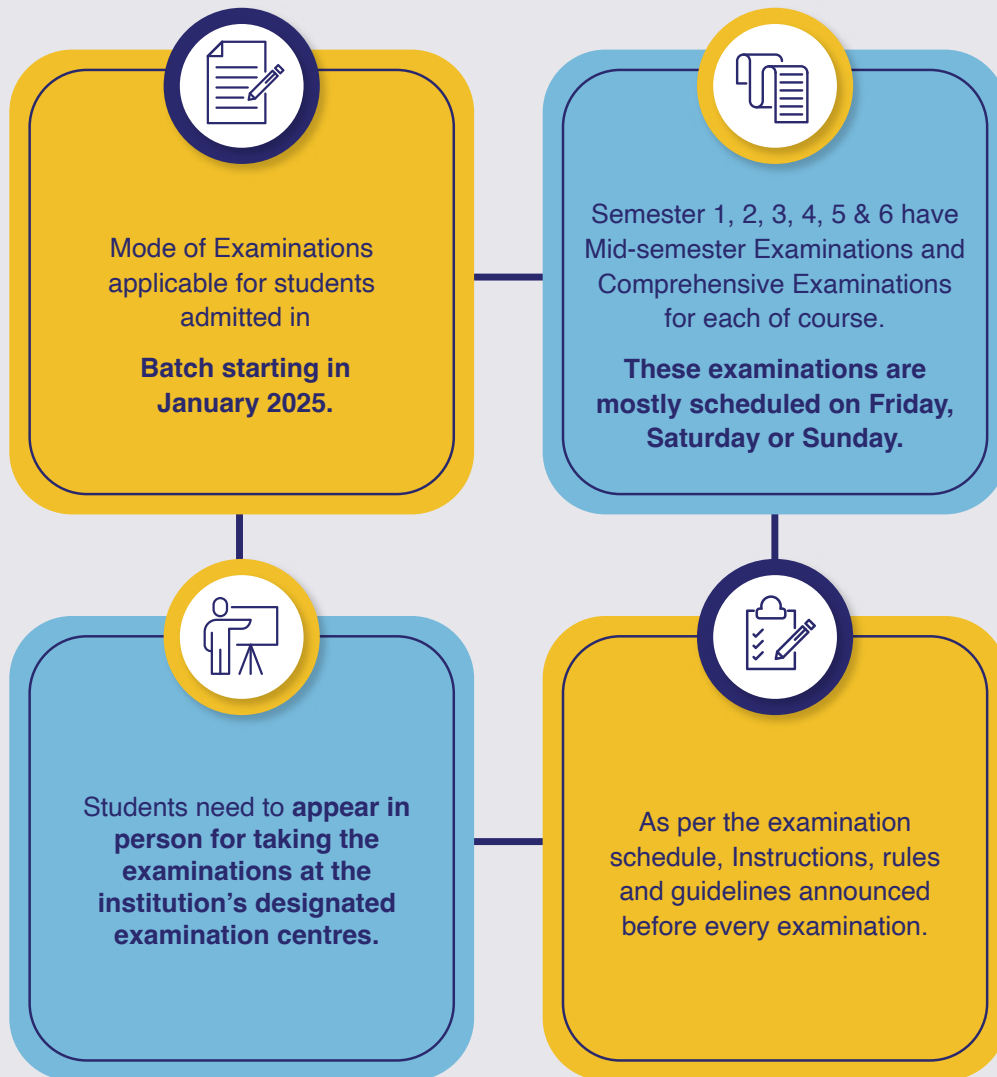 Mode of Examinations
applicable for students
admitted in
Batch starting in
January 2025.
Semester 1, 2, 3, 4, 5 & 6 have
Mid-semester Examinations and
Comprehensive Examinations
for each of course.
These examinations are
mostly scheduled on Friday,
Saturday or Sunday.
Students need to appear in
person for taking the
examinations at the
institution’s designated
examination centres.
As per the examination
schedule, Instructions, rules
and guidelines announced
before every examination.